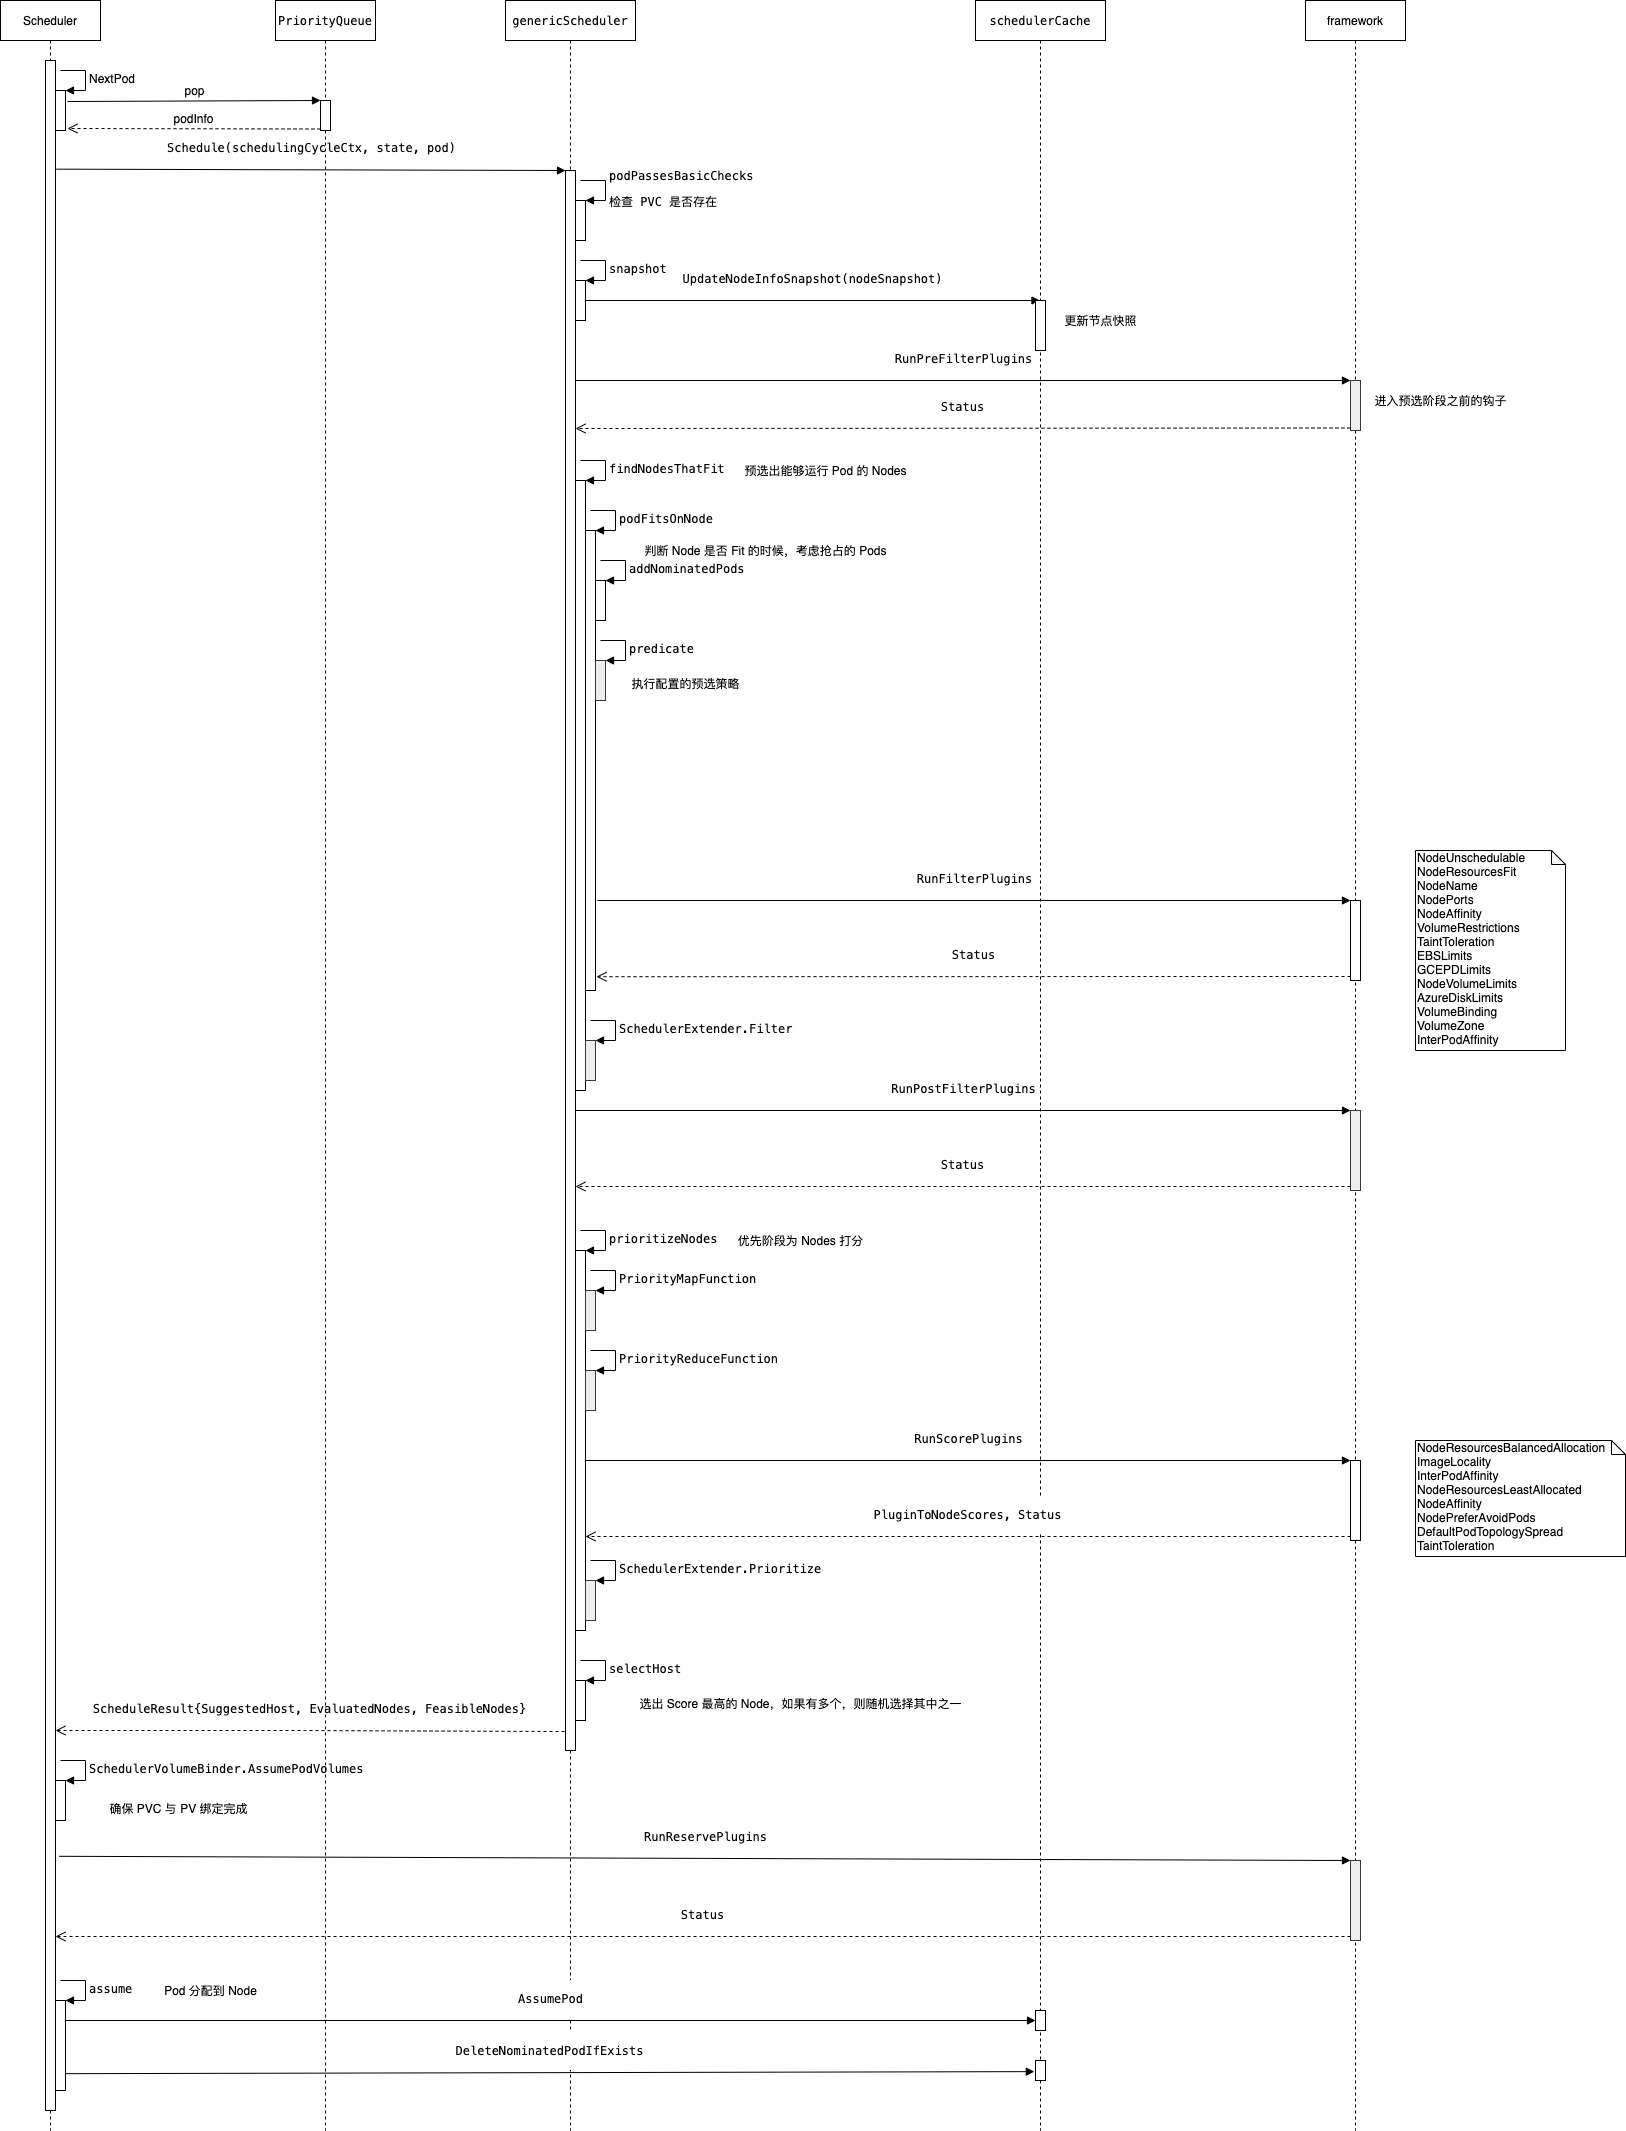 Scheduler
PriorityQueue
genericScheduler
schedulerCache
framework
NextPod
pop
podInfo
Schedule(schedulingCycleCtx, state, pod)
podPassesBasicChecks
检查 PVC 是否存在
snapshot
UpdateNodeInfoSnapshot(nodeSnapshot)
更新节点快照
RunPreFilterPlugins
进入预选阶段之前的钩子
Status
findNodesThatFit
预选出能够运行 Pod 的 Nodes
podFitsOnNode
判断 Node 是否 Fit 的时候，考虑抢占的 Pods
addNominatedPods
predicate
执行配置的预选策略
RunFilterPlugins
Status
NodeUnschedulable
NodeResourcesFit
NodeName
NodePorts
NodeAffinity
VolumeRestrictions
TaintToleration
EBSLimits
GCEPDLimits
NodeVolumeLimits
AzureDiskLimits
VolumeBinding
VolumeZone
InterPodAffinity
SchedulerExtender.Filter
RunPostFilterPlugins
Status
prioritizeNodes
优先阶段为 Nodes 打分
PriorityMapFunction
PriorityReduceFunction
RunScorePlugins
PluginToNodeScores, Status
NodeResourcesBalancedAllocation
ImageLocality
InterPodAffinity
NodeResourcesLeastAllocated
NodeAffinity
NodePreferAvoidPods
DefaultPodTopologySpread
TaintToleration
SchedulerExtender.Prioritize
selectHost
选出 Score 最高的 Node，如果有多个，则随机选择其中之一
ScheduleResult{SuggestedHost, EvaluatedNodes, FeasibleNodes}
SchedulerVolumeBinder.AssumePodVolumes
确保 PVC 与 PV 绑定完成
RunReservePlugins
Status
assume
Pod 分配到 Node
AssumePod
DeleteNominatedPodIfExists